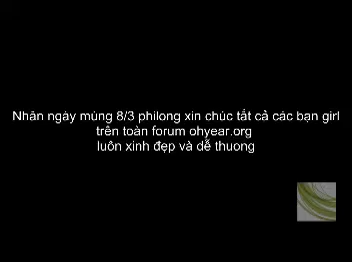 Nhân ngày mùng 8/3 philong xin chúc tất cả các bạn girl
trên toàn forum ohyear.org
luôn xinh đẹp và dễ thuong